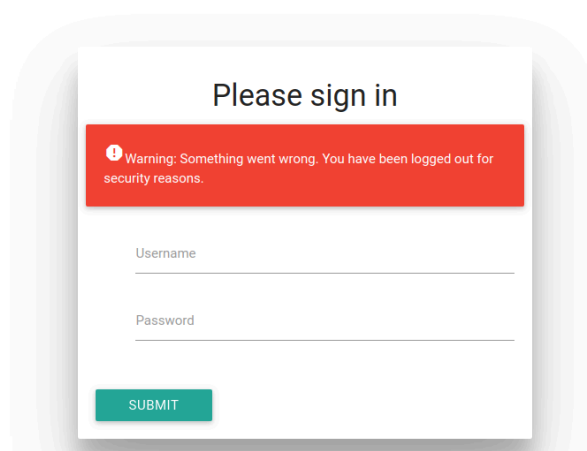 Please sign in
Warning: Something went wrong. You have been logged out for
security reasons.
Username
Password
SUBMIT